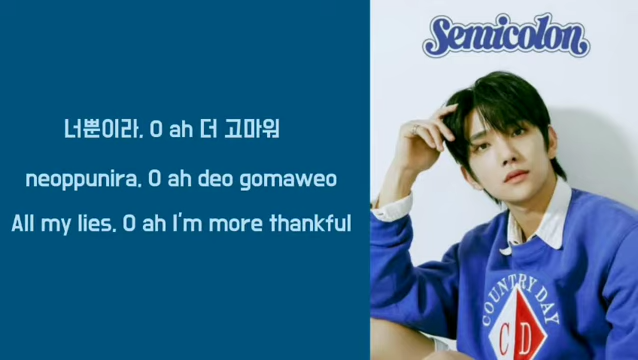 너뿐이라, O ah 더 고마워
neoppunira, O ah deo gomaweo
All my lies, O ah I'm more thankful
Semicolon
COUNTRY DAY
C D